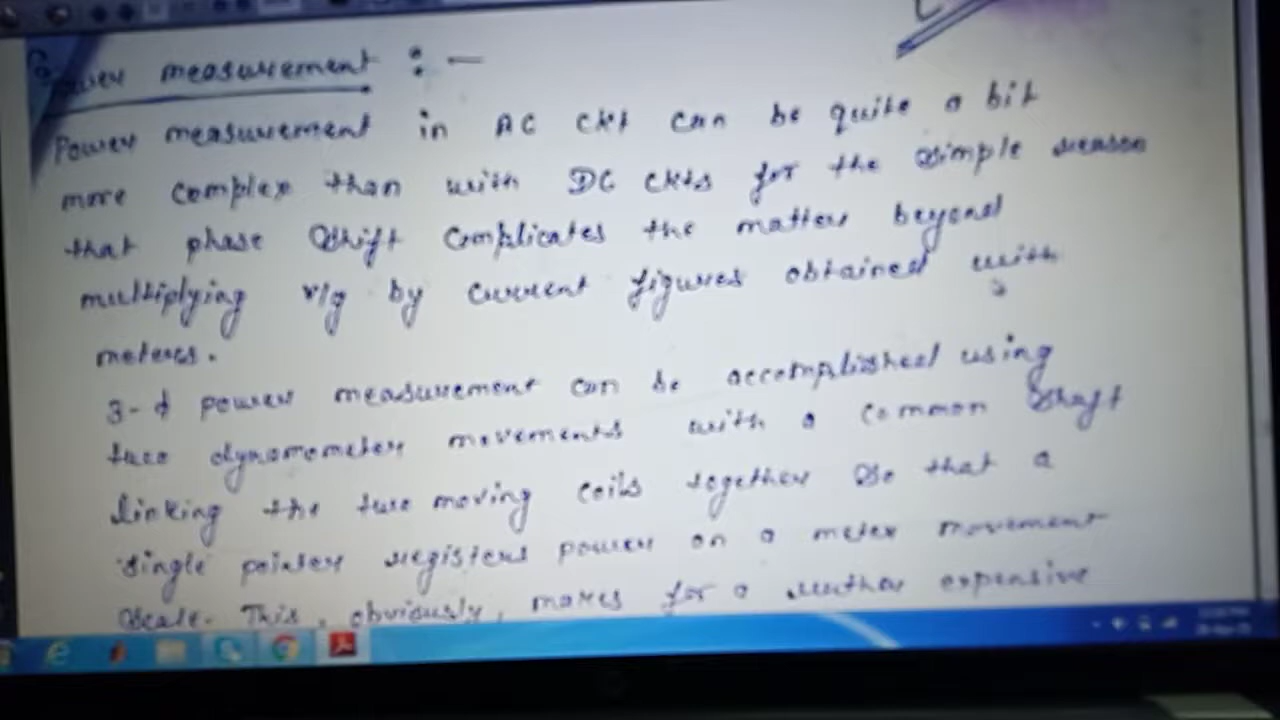 Power measurement : —
Power measurement in AC ckt can be quite a bit
more complex than with DC ckts for the simple reason
that phase shift complicates the matter beyond
multiplying v/g by current figures obtained with
meters.
3-ϕ power measurement can be accomplished using
two dynamometer movements with a common shaft
linking the two moving coils together so that a
single pointer registers power on a meter movement
scale. This, obviously, makes for a rather expensive